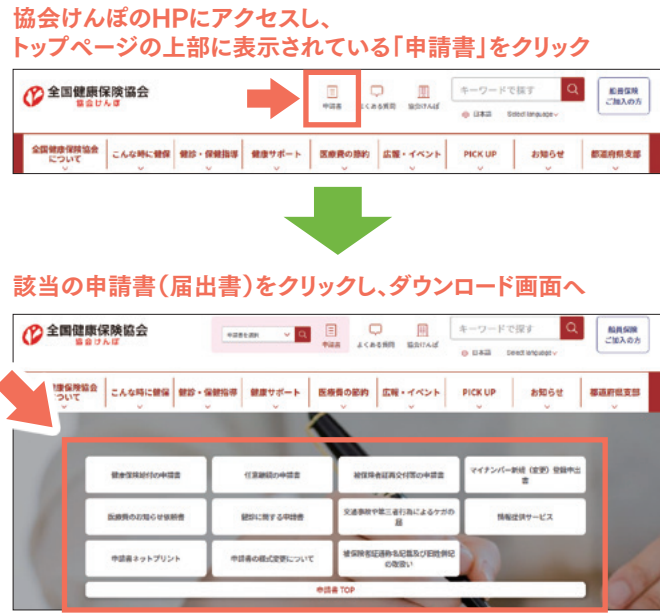 協会けんぽのHPにアクセスし、
トップページの上部に表示されている「申請書」をクリック
全国健康保険協会
協会けんぽ
申請書
よくある質問
協会けんぽ
キーワードで探す
日本語 Select language
船員保険
ご加入の方
全国健康保険協会
について
こんな時に健保
健診・保健指導
健康サポート
医療費の節約
広報・イベント
PICK UP
お知らせ
都道府県支部
該当の申請書(届出書)をクリックし、ダウンロード画面へ
全国健康保険協会
協会けんぽ
申請書を選択
申請書
よくある質問
協会けんぽ
キーワードで探す
日本語 Select language
船員保険
ご加入の方
健康保険協会
ついて
こんな時に健保
健診・保健指導
健康サポート
医療費の節約
広報・イベント
PICK UP
お知らせ
都道府県支部
健康保険給付の申請書
任意継続の申請書
被保険者証再交付等の申請書
マイナンバー新規(変更)登録申出
書
医療費のお知らせ依頼書
健診に関する申請書
交通事故や第三者行為によるケガの
届
情報提供サービス
申請書ネットプリント
申請書の様式変更について
被保険者証通称名記載及び旧姓併記
の取扱い
申請書 TOP